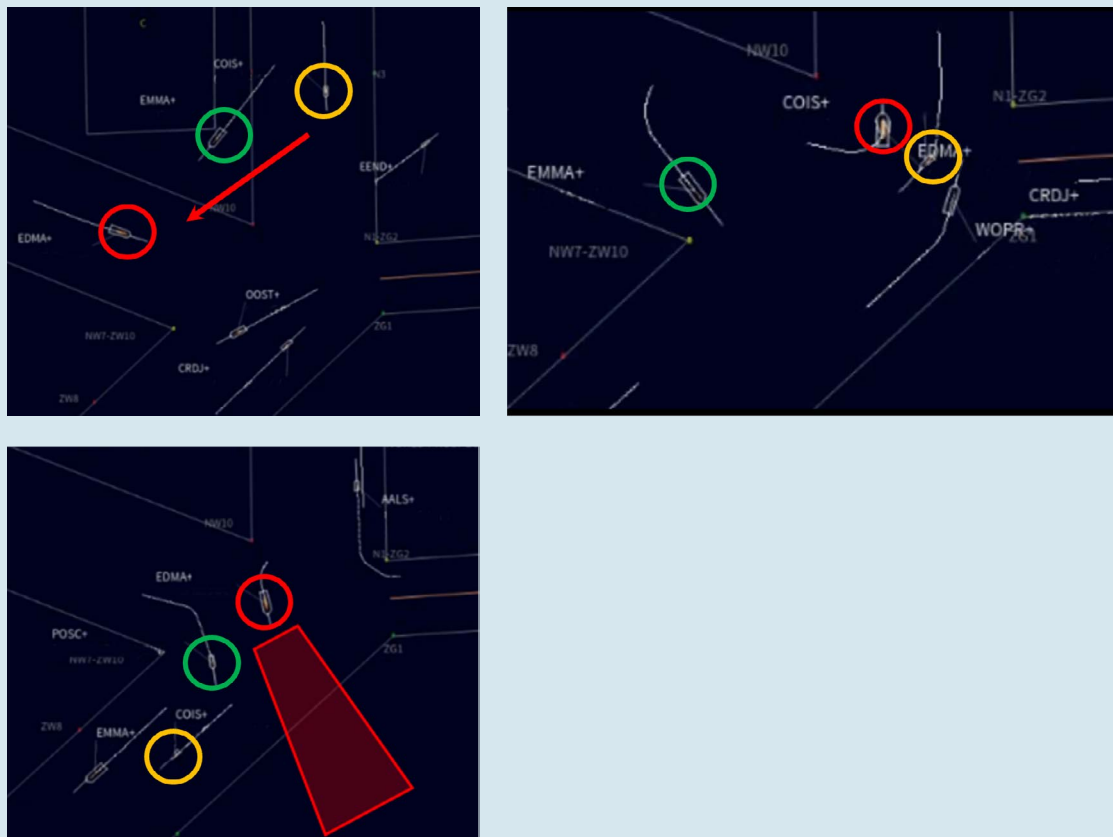 C
COIS+
N3
EMMA+
EEND+
NW10
EDMA+
N1-ZG2
OOST+
ZG1
NW7-ZW10
CRDJ+
ZW8
NW10
COIS+
N1-ZG2
EDMA+
EMMA+
CRDJ+
WOPR+
ZG1
NW7-ZW10
ZW8
AALS+
NW10
N1-ZG2
EDMA+
POSC+
ZG1
NW7-ZW10
COIS+
ZW8
EMMA+